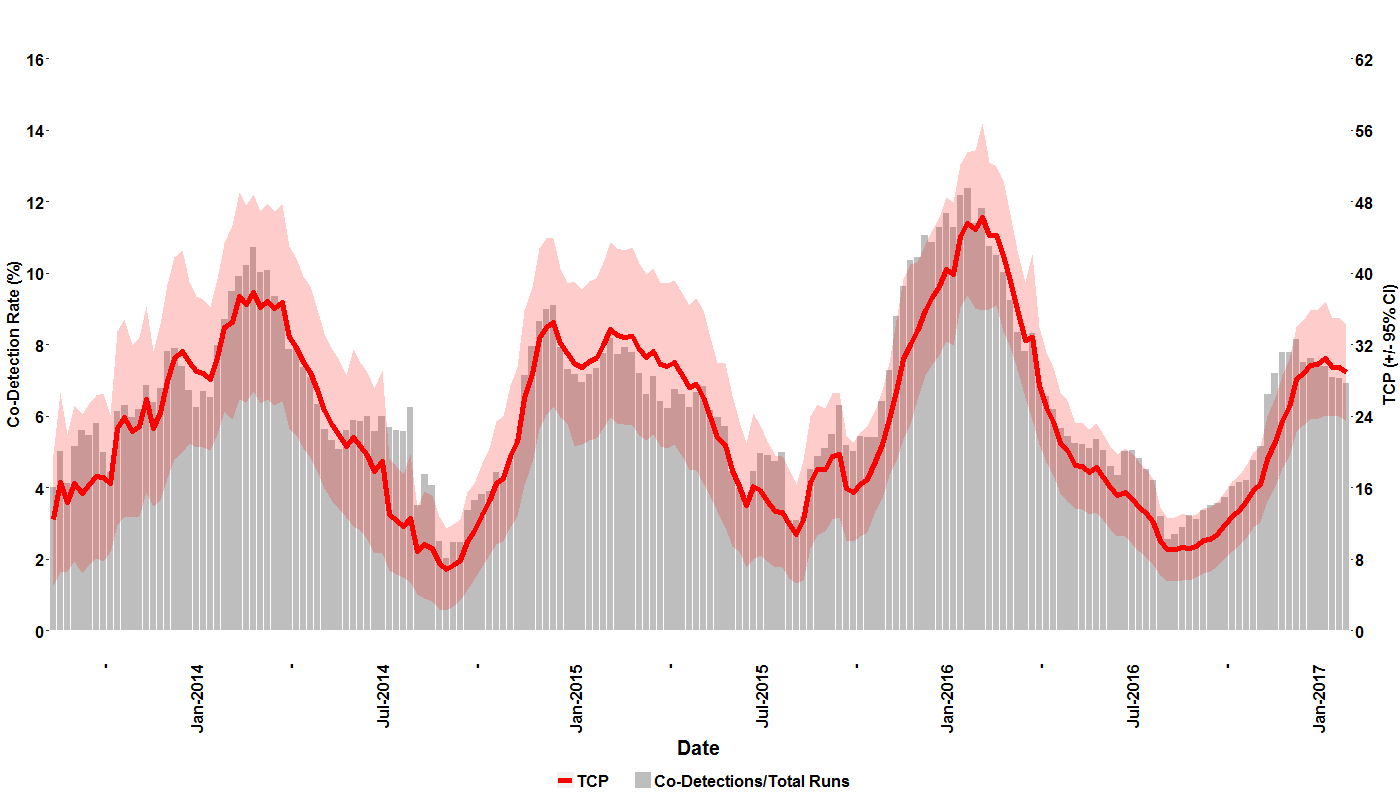 16
14
12
10
8
6
4
2
0
Co-Detection Rate (%)
62
56
48
40
32
24
16
8
0
TCP (+/- 95% CI)
- - - - - - -
Jan-2014
Jul-2014
Jan-2015
Jul-2015
Jan-2016
Jul-2016
Jan-2017
Date
TCP Co-Detections/Total Runs